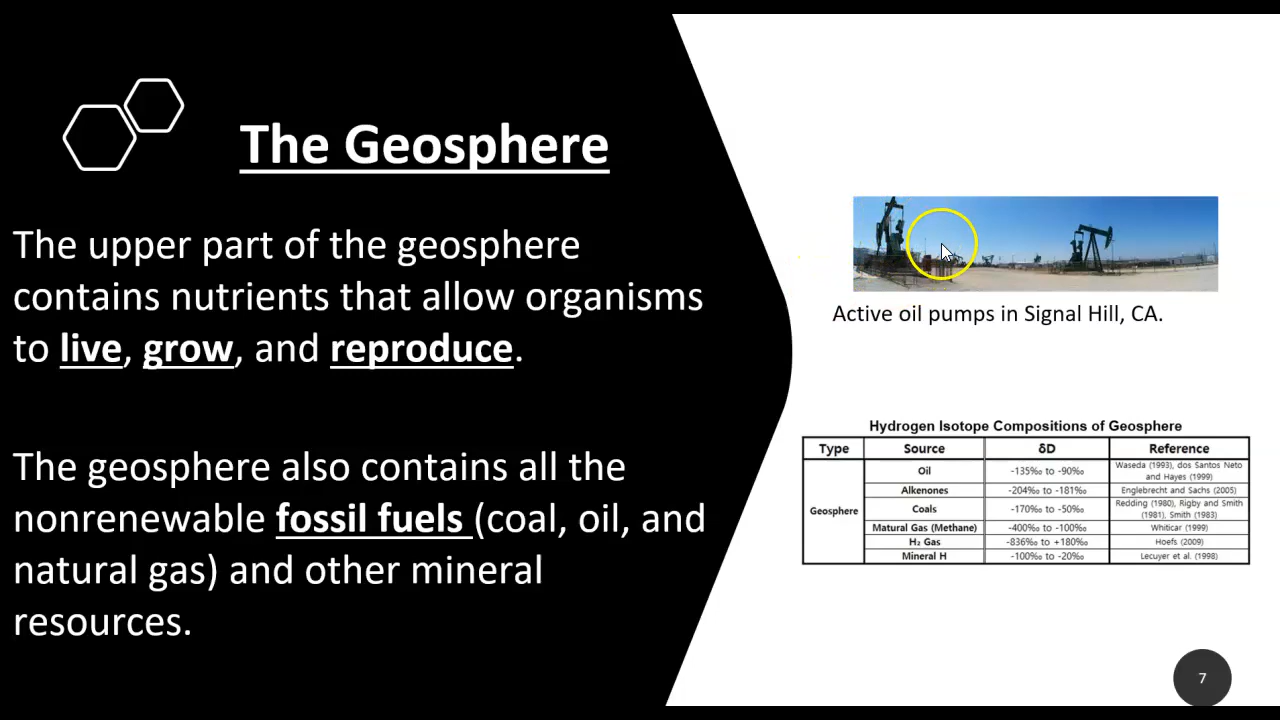 The Geosphere
The upper part of the geosphere
contains nutrients that allow organisms
to live, grow, and reproduce.
The geosphere also contains all the
nonrenewable fossil fuels (coal, oil, and
natural gas) and other mineral
resources.
Active oil pumps in Signal Hill, CA.
Hydrogen Isotope Compositions of Geosphere
Type Source δD Reference
Geosphere
Oil -135‰ to -90‰ Waseda (1993), dos Santos Neto
and Hayes (1999)
Alkenones -204‰ to -181‰ Englebrecht and Sachs (2005)
Coals -170‰ to -50‰ Redding (1980), Rigby and Smith
(1981), Smith (1983)
Natural Gas (Methane) -400‰ to -100‰ Whiticar (1999)
H₂ Gas -836‰ to +180‰ Hoefs (2009)
Mineral H -100‰ to -20‰ Lecuyer et al. (1998)
7